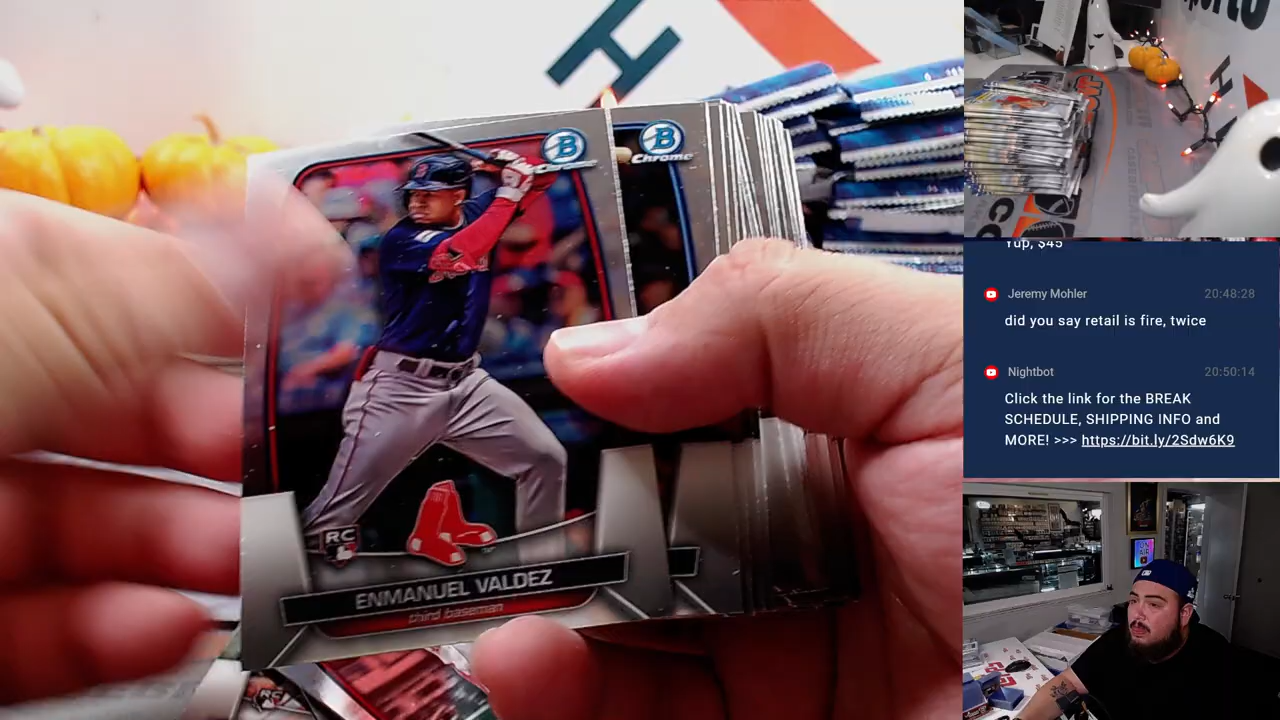 B
Chrome
B
Chrome
RC
ENMANUEL VALDEZ
third baseman
Yup, $45
Jeremy Mohler
20:48:28
did you say retail is fire, twice
Nightbot
20:50:14
Click the link for the BREAK
SCHEDULE, SHIPPING INFO and
MORE! >>> https://bit.ly/2Sdw6K9